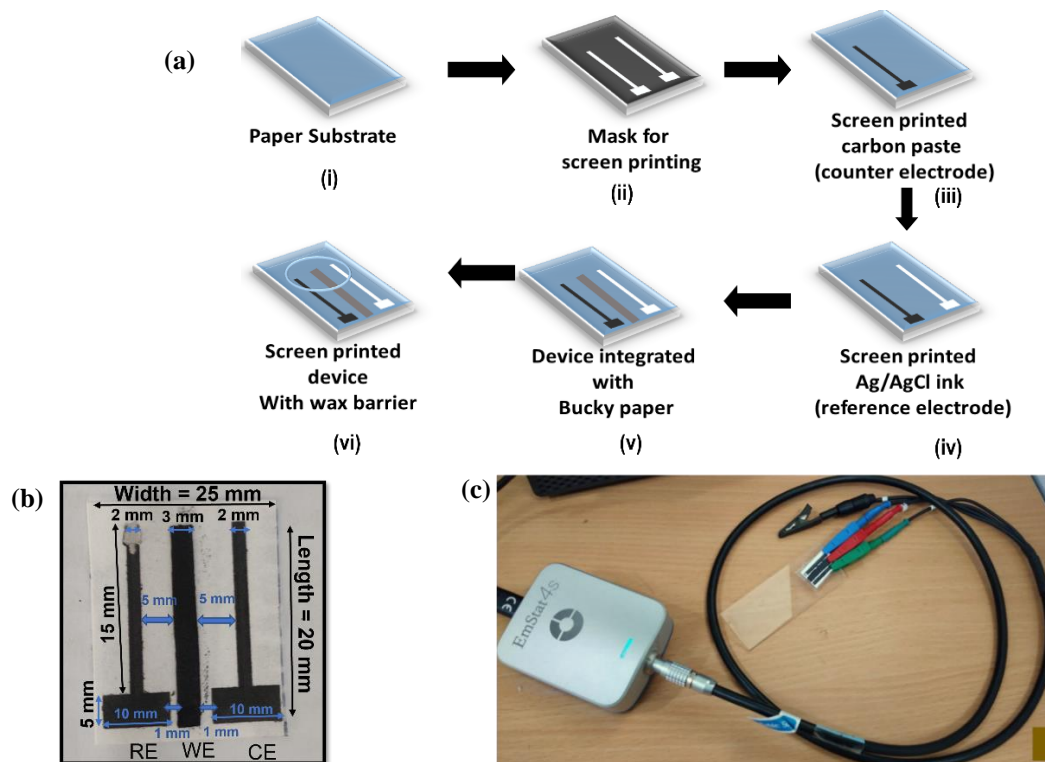 (a)
Paper Substrate
(i)
Mask for
screen printing
(ii)
Screen printed
carbon paste
(counter electrode)
(iii)
Screen printed
device
With wax barrier
(vi)
Device integrated
with
Bucky paper
(v)
Screen printed
Ag/AgCl ink
(reference electrode)
(iv)
(b)
Width = 25 mm
2 mm 3 mm 2 mm
5 mm 5 mm
15 mm
Length = 20 mm
5 mm
10 mm 10 mm
1 mm 1 mm
RE WE CE
(c)
EmStat4s
CE